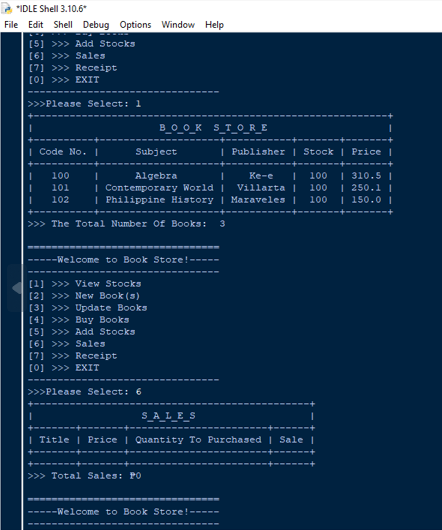 *IDLE Shell 3.10.6*
File Edit Shell Debug Options Window Help
[5] >>> Add Stocks
[6] >>> Sales
[7] >>> Receipt
[0] >>> EXIT
--------------------------------
>>>Please Select: 1
+-----------------------------------------------------------+
| B_O_O_K S_T_O_R_E |
+----------+--------------------+-----------+-------+-------+
| Code No. | Subject | Publisher | Stock | Price |
+----------+--------------------+-----------+-------+-------+
| 100 | Algebra | Ke-e | 100 | 310.5 |
| 101 | Contemporary World | Villarta | 100 | 250.1 |
| 102 | Philippine History | Maraveles | 100 | 150.0 |
+----------+--------------------+-----------+-------+-------+
>>> The Total Number Of Books: 3
================================
-----Welcome to Book Store!-----
--------------------------------
[1] >>> View Stocks
[2] >>> New Book(s)
[3] >>> Update Books
[4] >>> Buy Books
[5] >>> Add Stocks
[6] >>> Sales
[7] >>> Receipt
[0] >>> EXIT
--------------------------------
>>>Please Select: 6
+----------------------------------------------+
| S_A_L_E_S |
+-------+-------+-----------------------+------+
| Title | Price | Quantity To Purchased | Sale |
+-------+-------+-----------------------+------+
+-------+-------+-----------------------+------+
>>> Total Sales: ₱0
================================
-----Welcome to Book Store!-----
--------------------------------